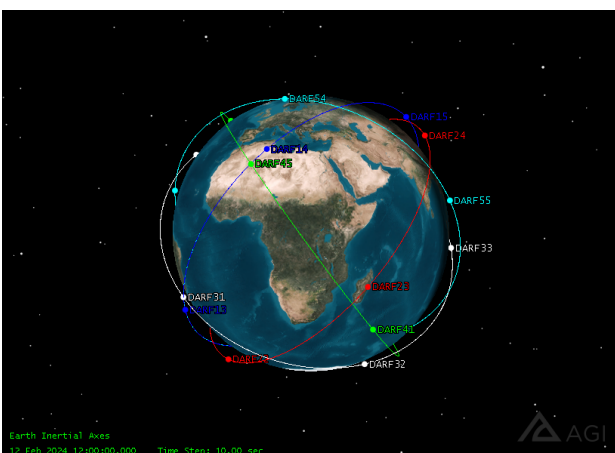 DARF54
DARF15
DARF24
DARF14
DARF45
DARF55
DARF33
DARF23
DARF31
DARF13
DARF41
DARF32
Earth Inertial Axes
12 Feb 2024 12:00:00.000 Time Step: 10.00 sec
AGI